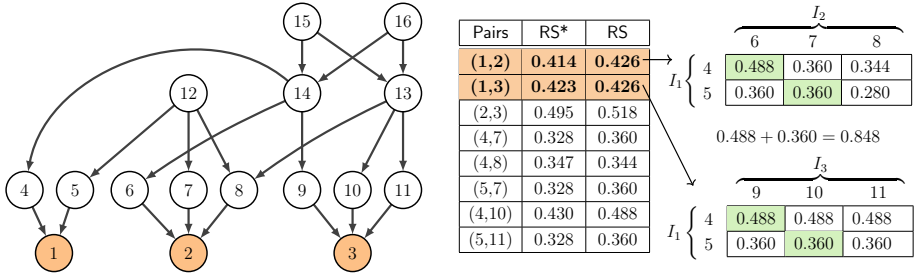 15 16
12 14 13
4 5 6 7 8 9 10 11
1 2 3
Pairs RS* RS
(1,2) 0.414 0.426
(1,3) 0.423 0.426
(2,3) 0.495 0.518
(4,7) 0.328 0.360
(4,8) 0.347 0.344
(5,7) 0.328 0.360
(4,10) 0.430 0.488
(5,11) 0.328 0.360
I₂
6 7 8
I₁
4 0.488 0.360 0.344
5 0.360 0.360 0.280
0.488 + 0.360 = 0.848
I₃
9 10 11
I₁
4 0.488 0.488 0.488
5 0.360 0.360 0.360